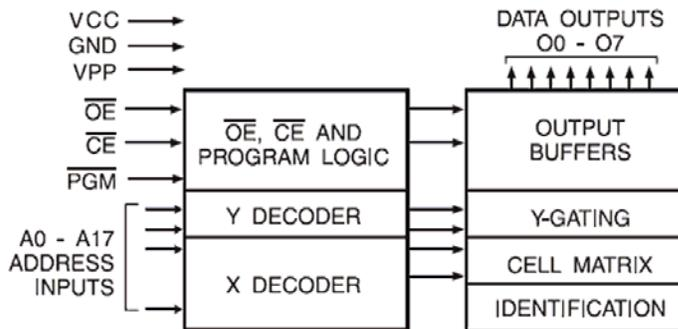 VCC
GND
VPP
OE
CE
PGM
A0 - A17
ADDRESS
INPUTS
OE, CE AND
PROGRAM LOGIC
Y DECODER
X DECODER
DATA OUTPUTS
O0 - O7
OUTPUT
BUFFERS
Y-GATING
CELL MATRIX
IDENTIFICATION